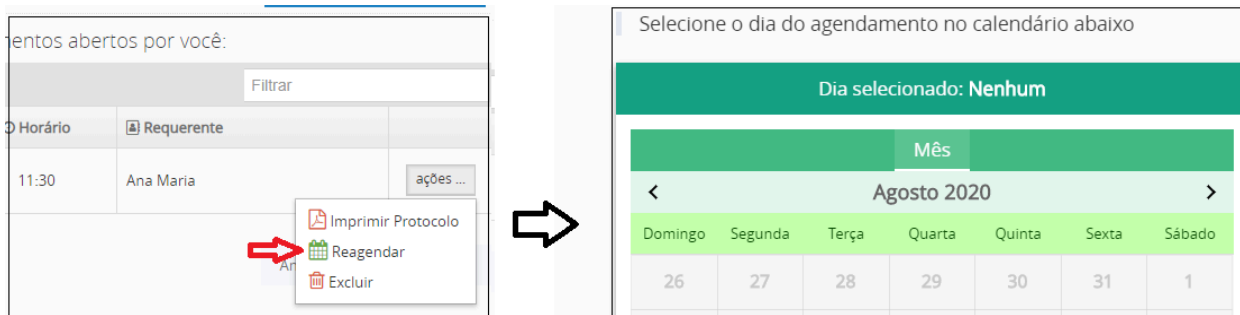 mentos abertos por você:
Filtrar
Horário Requerente
11:30 Ana Maria ações ...
Imprimir Protocolo
Reagendar
Excluir
Selecione o dia do agendamento no calendário abaixo
Dia selecionado: Nenhum
Mês
< Agosto 2020 >
Domingo Segunda Terça Quarta Quinta Sexta Sábado
26 27 28 29 30 31 1